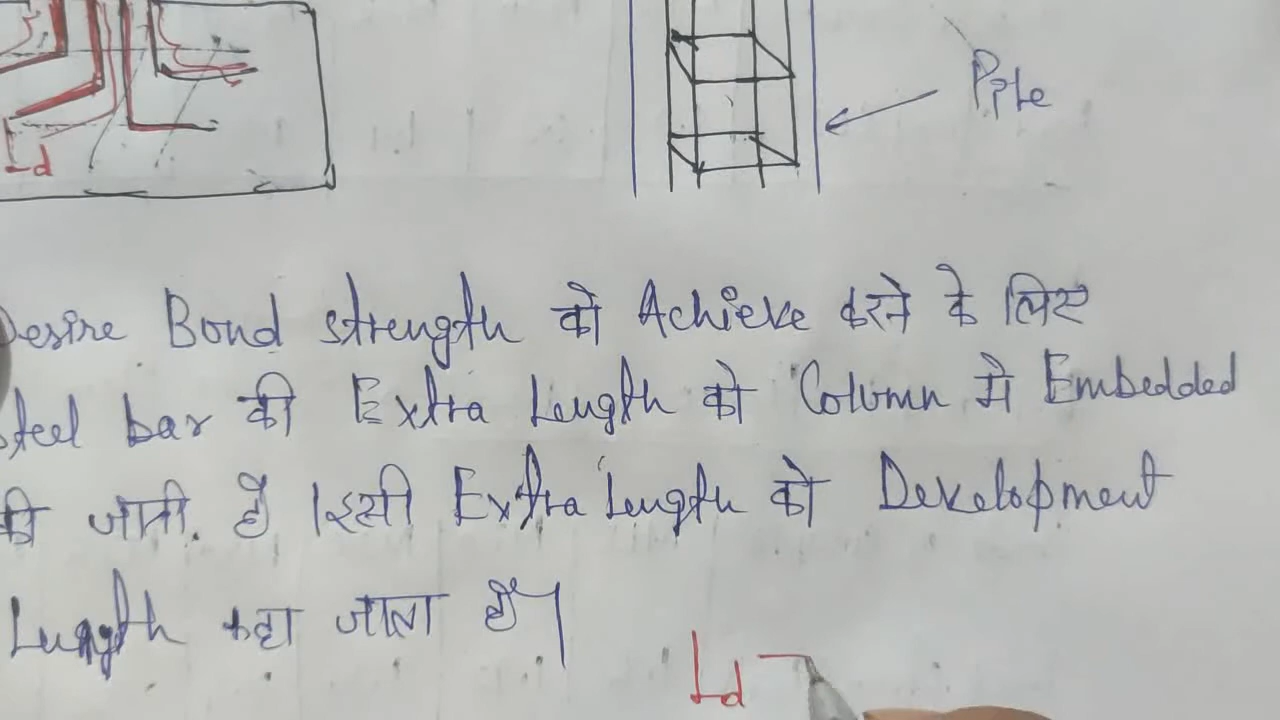 Ld
Pile
Desire Bond strength को Achieve करने के लिए
Steel bar की Extra Length को Column मे Embedded
की जाती है। इसी Extra Length को Development
Length कहा जाता है।
Ld